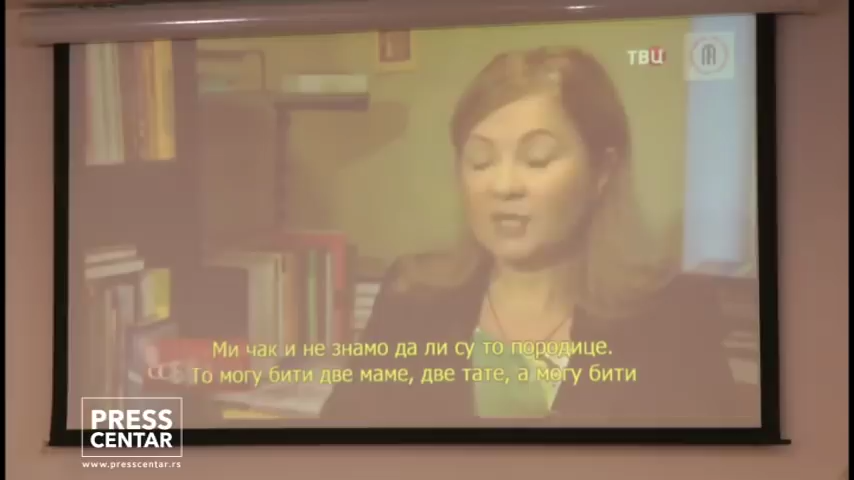 ТВЦ
Ми чак и не знамо да ли су то породице.
То могу бити две маме, две тате, а могу бити
PRESS
CENTAR
www.presscentar.rs